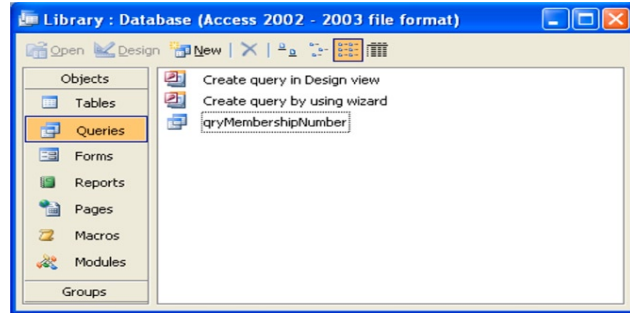 Library : Database (Access 2002 - 2003 file format)
Open Design New
Objects
Tables
Queries
Forms
Reports
Pages
Macros
Modules
Groups
Create query in Design view
Create query by using wizard
qryMembershipNumber